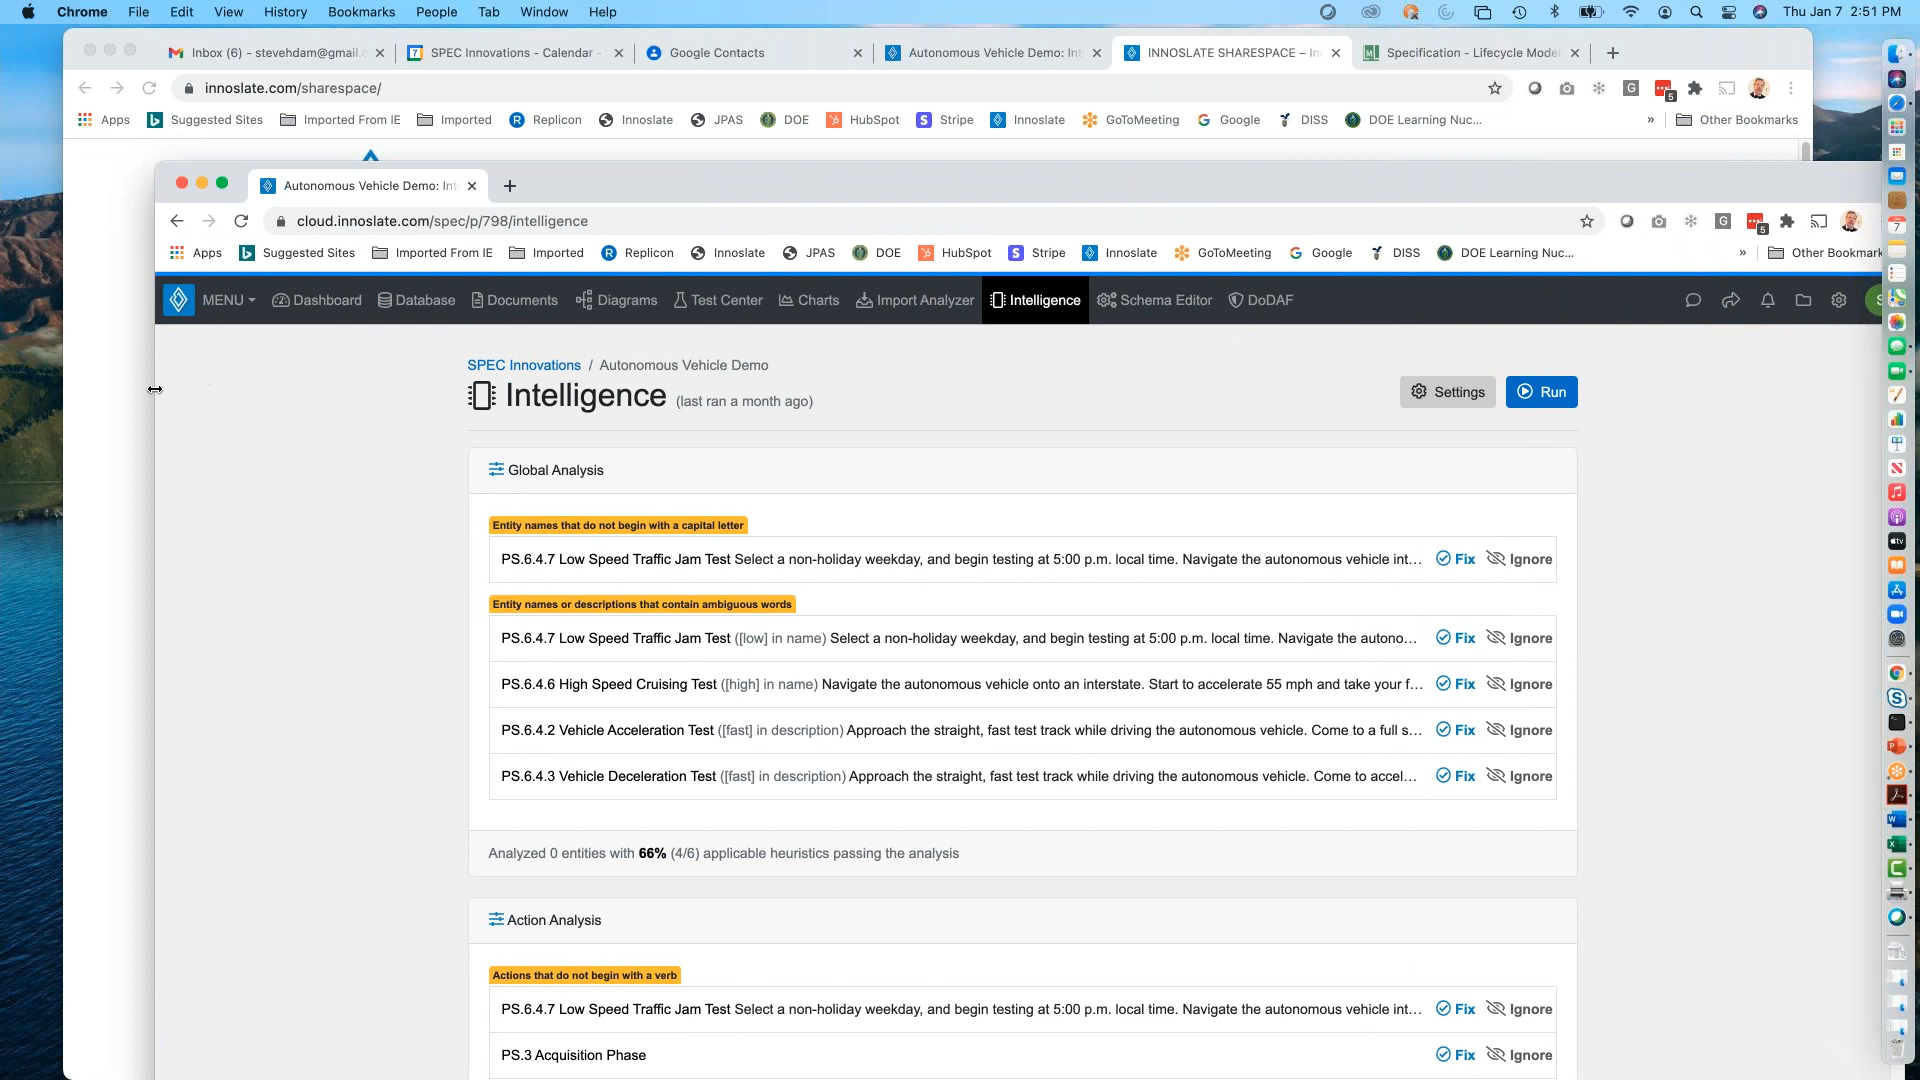 Chrome File Edit View History Bookmarks People Tab Window Help Thu Jan 7 2:51 PM
Inbox (6) - stevehdam@gmail. SPEC Innovations - Calendar - Google Contacts Autonomous Vehicle Demo: Int INNOSLATE SHARESPACE – In Specification - Lifecycle Model
innoslate.com/sharespace/
Apps Suggested Sites Imported From IE Imported Replicon Innoslate JPAS DOE HubSpot Stripe Innoslate GoToMeeting Google DISS DOE Learning Nuc... » Other Bookmarks
Autonomous Vehicle Demo: Int
cloud.innoslate.com/spec/p/798/intelligence
Apps Suggested Sites Imported From IE Imported Replicon Innoslate JPAS DOE HubSpot Stripe Innoslate GoToMeeting Google DISS DOE Learning Nuc... » Other Bookmark
MENU Dashboard Database Documents Diagrams Test Center Charts Import Analyzer Intelligence Schema Editor DoDAF
SPEC Innovations / Autonomous Vehicle Demo
Intelligence (last ran a month ago)
Settings Run
Global Analysis
Entity names that do not begin with a capital letter
PS.6.4.7 Low Speed Traffic Jam Test Select a non-holiday weekday, and begin testing at 5:00 p.m. local time. Navigate the autonomous vehicle int... Fix Ignore
Entity names or descriptions that contain ambiguous words
PS.6.4.7 Low Speed Traffic Jam Test ([low] in name) Select a non-holiday weekday, and begin testing at 5:00 p.m. local time. Navigate the autono... Fix Ignore
PS.6.4.6 High Speed Cruising Test ([high] in name) Navigate the autonomous vehicle onto an interstate. Start to accelerate 55 mph and take your f... Fix Ignore
PS.6.4.2 Vehicle Acceleration Test ([fast] in description) Approach the straight, fast test track while driving the autonomous vehicle. Come to a full s... Fix Ignore
PS.6.4.3 Vehicle Deceleration Test ([fast] in description) Approach the straight, fast test track while driving the autonomous vehicle. Come to accel... Fix Ignore
Analyzed 0 entities with 66% (4/6) applicable heuristics passing the analysis
Action Analysis
Actions that do not begin with a verb
PS.6.4.7 Low Speed Traffic Jam Test Select a non-holiday weekday, and begin testing at 5:00 p.m. local time. Navigate the autonomous vehicle int... Fix Ignore
PS.3 Acquisition Phase Fix Ignore